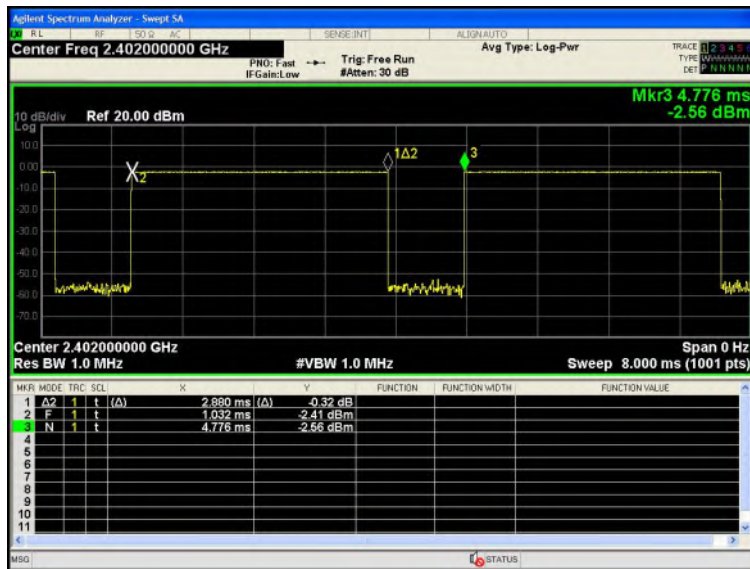 Agilent Spectrum Analyzer - Swept SA
RL RF 50 Ω AC SENSE:INT ALIGNAUTO
Center Freq 2.402000000 GHz Avg Type: Log-Pwr TRACE 1 2 3 4 5
PNO: Fast Trig: Free Run TYPE
IFGain:Low #Atten: 30 dB DET P N N N N
Mkr3 4.776 ms
10 dB/div Ref 20.00 dBm -2.56 dBm
Log
10.0
0.00
-10.0
-20.0
-30.0
-40.0
-50.0
-60.0
-70.0
X2
1Δ2
3
Center 2.402000000 GHz Span 0 Hz
Res BW 1.0 MHz #VBW 1.0 MHz Sweep 8.000 ms (1001 pts)
MKR MODE TRC SCL X Y FUNCTION FUNCTION WIDTH FUNCTION VALUE
1 Δ2 1 t (Δ) 2.880 ms (Δ) -0.32 dB
2 F 1 t 1.032 ms -2.41 dBm
3 N 1 t 4.776 ms -2.56 dBm
4
5
6
7
8
9
10
11
MSG STATUS